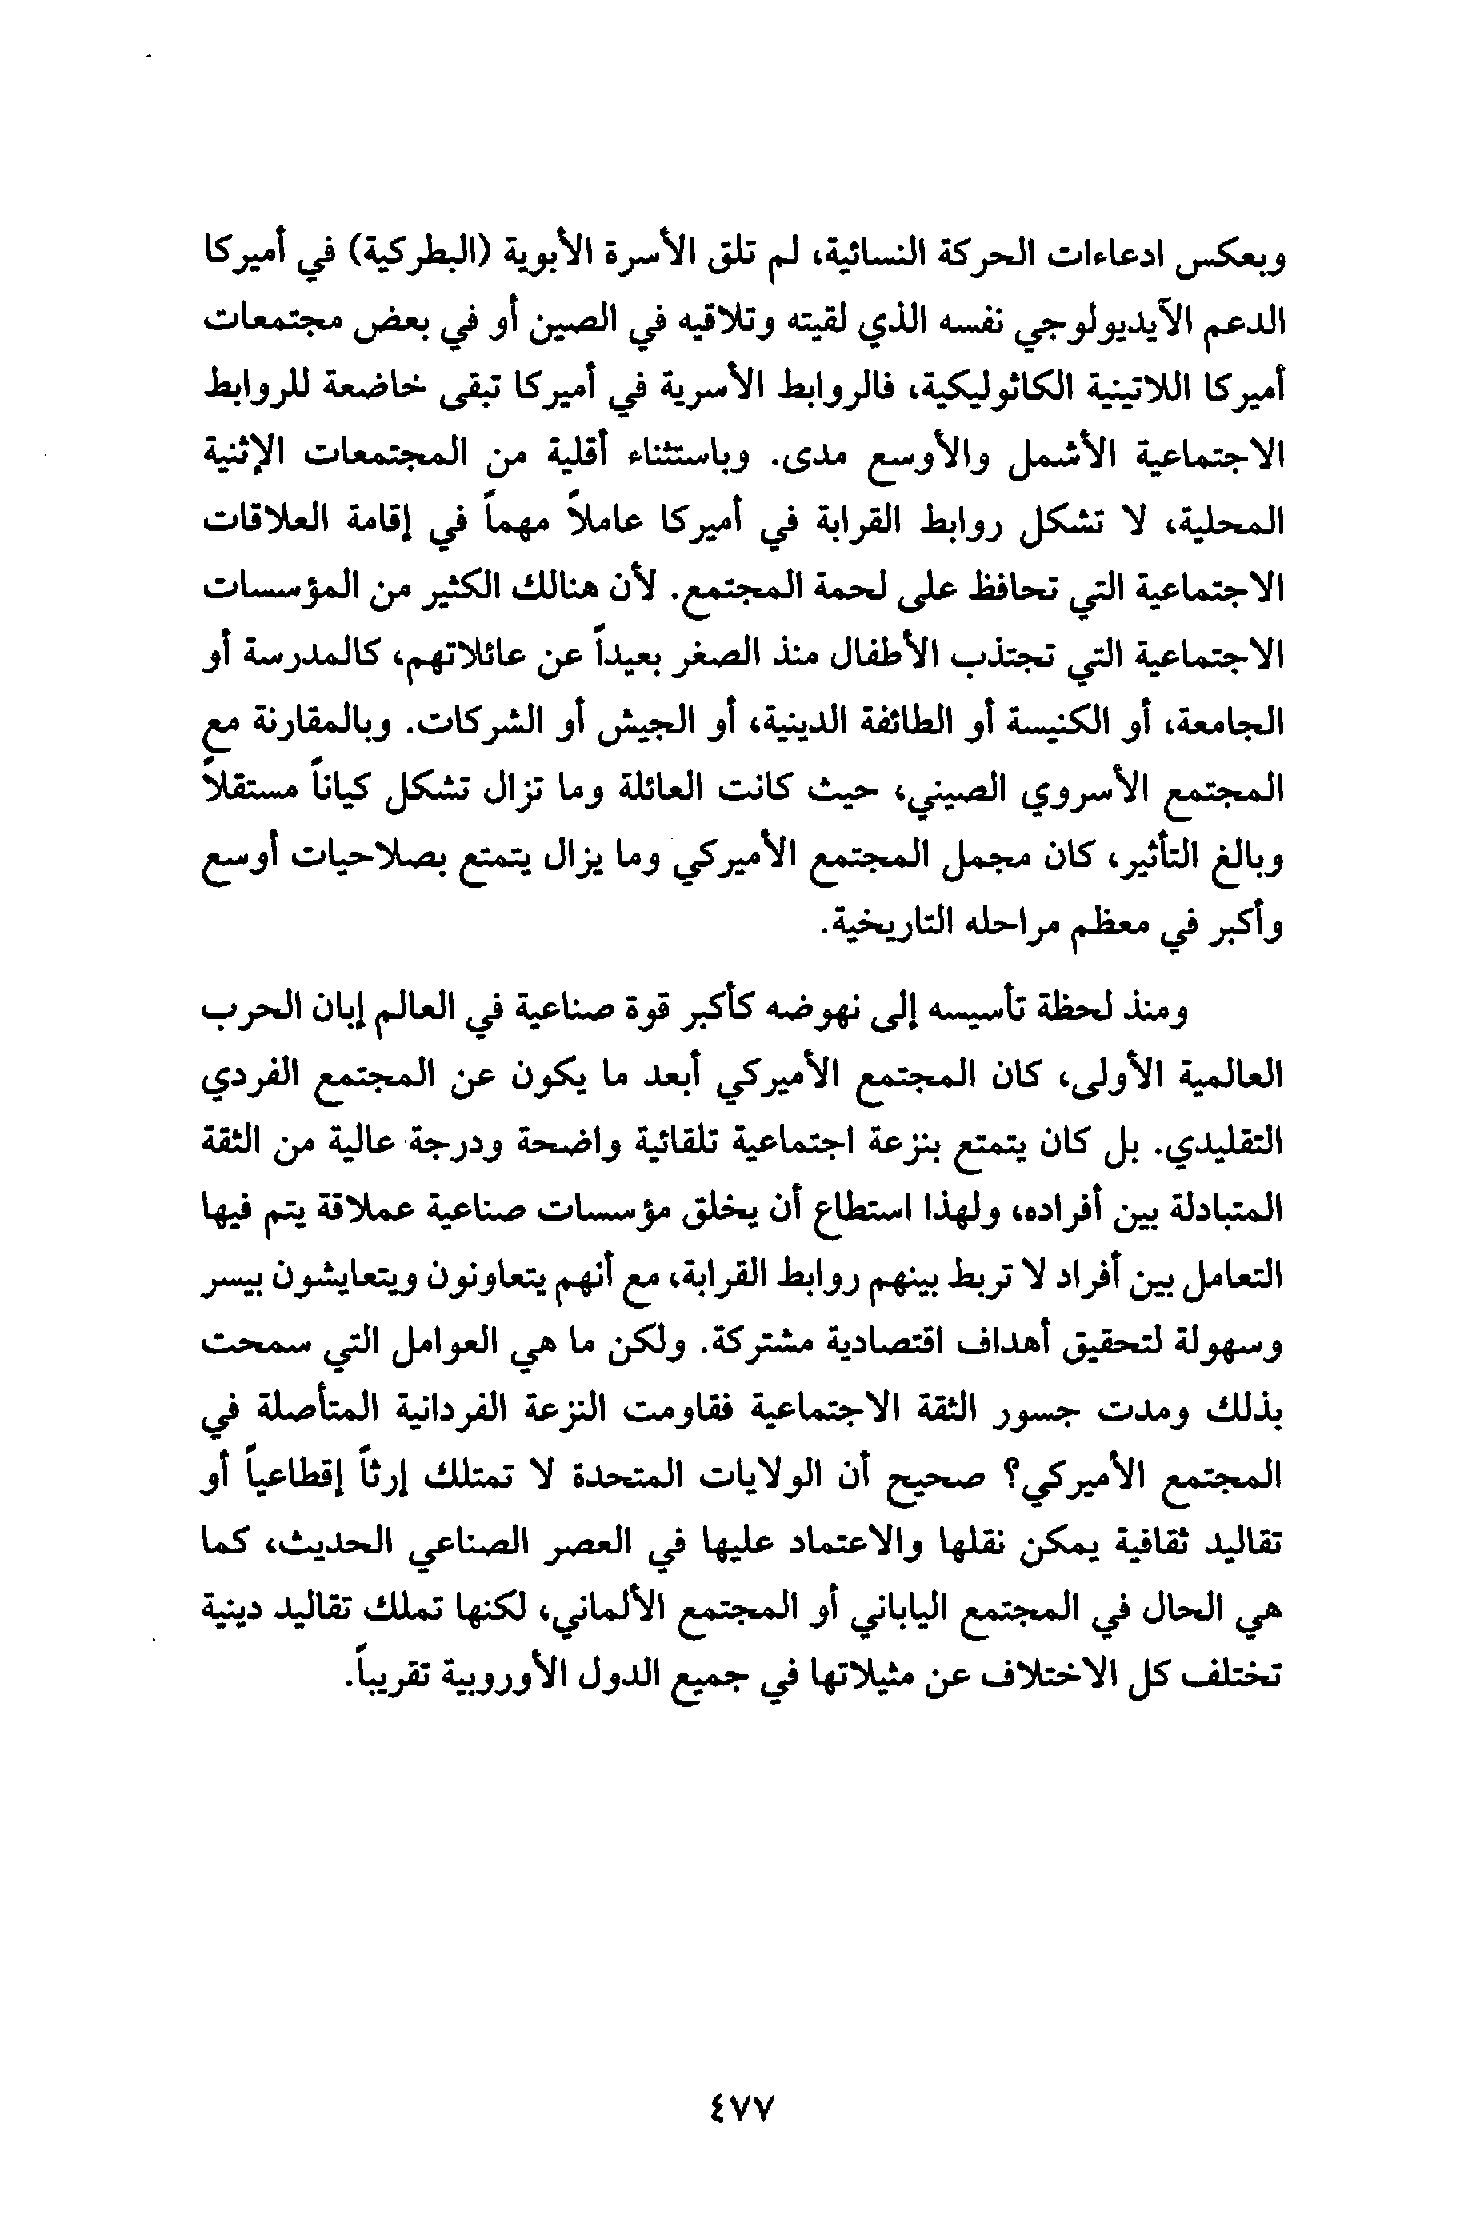 وبعكس ادعاءات الحركة النسائية، لم تلق الأسرة الأبوية (البطركية) في أميركا
الدعم الآيديولوجي نفسه الذي لقيته وتلاقيه في الصين أو في بعض مجتمعات
أميركا اللاتينية الكاثوليكية، فالروابط الأسرية في أميركا تبقى خاضعة للروابط
الاجتماعية الأشمل والأوسع مدى. وباستثناء أقلية من المجتمعات الإثنية
المحلية، لا تشكل روابط القرابة في أميركا عاملاً مهماً في إقامة العلاقات
الاجتماعية التي تحافظ على لحمة المجتمع. لأن هنالك الكثير من المؤسسات
الاجتماعية التي تجتذب الأطفال منذ الصغر بعيداً عن عائلاتهم، كالمدرسة أو
الجامعة، أو الكنيسة أو الطائفة الدينية، أو الجيش أو الشركات. وبالمقارنة مع
المجتمع الأسروي الصيني، حيث كانت العائلة وما تزال تشكل كياناً مستقلاً
وبالغ التأثير، كان مجمل المجتمع الأميركي وما يزال يتمتع بصلاحيات أوسع
وأكبر في معظم مراحله التاريخية.
ومنذ لحظة تأسيسه إلى نهوضه كأكبر قوة صناعية في العالم إبان الحرب
العالمية الأولى، كان المجتمع الأميركي أبعد ما يكون عن المجتمع الفردي
التقليدي. بل كان يتمتع بنزعة اجتماعية تلقائية واضحة ودرجة عالية من الثقة
المتبادلة بين أفراده، ولهذا استطاع أن يخلق مؤسسات صناعية عملاقة يتم فيها
التعامل بين أفراد لا تربط بينهم روابط القرابة، مع أنهم يتعاونون ويتعايشون بيسر
وسهولة لتحقيق أهداف اقتصادية مشتركة. ولكن ما هي العوامل التي سمحت
بذلك ومدت جسور الثقة الاجتماعية فقاومت النزعة الفردانية المتأصلة في
المجتمع الأميركي؟ صحيح أن الولايات المتحدة لا تمتلك إرثاً إقطاعياً أو
تقاليد ثقافية يمكن نقلها والاعتماد عليها في العصر الصناعي الحديث، كما
هي الحال في المجتمع الياباني أو المجتمع الألماني، لكنها تملك تقاليد دينية
تختلف كل الاختلاف عن مثيلاتها في جميع الدول الأوروبية تقريباً.
٤٧٧